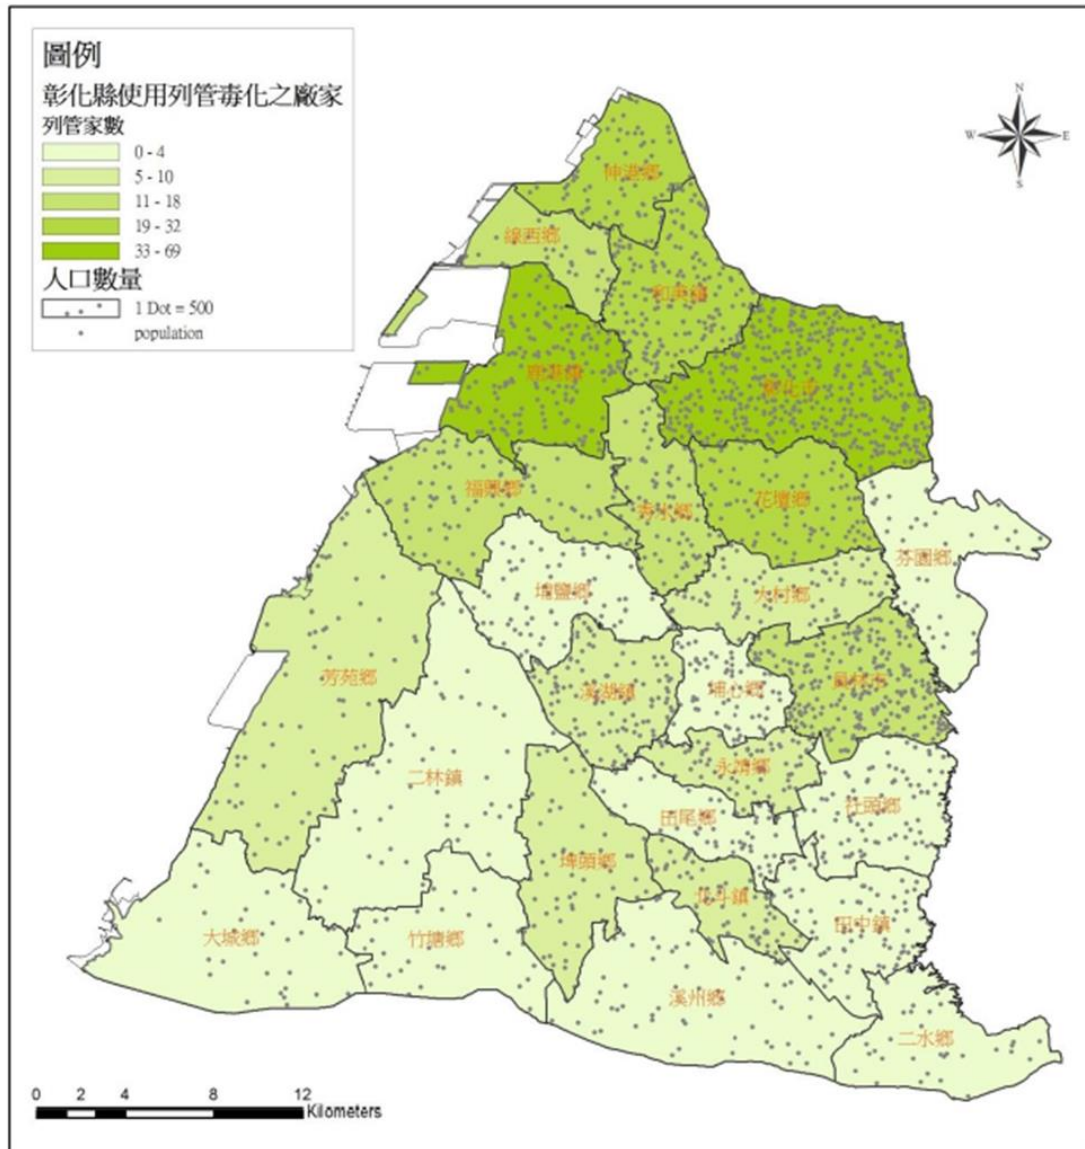 圖例
彰化縣使用列管毒化之廠家
列管家數
0 - 4
5 - 10
11 - 18
19 - 32
33 - 69
人口數量
1 Dot = 500
population
N
W
E
S
伸港鄉
線西鄉
和美鎮
鹿港鎮
彰化市
福興鄉
秀水鄉
花壇鄉
芬園鄉
埔鹽鄉
大村鄉
芳苑鄉
溪湖鎮
埔心鄉
員林市
二林鎮
永靖鄉
田尾鄉
社頭鄉
埤頭鄉
北斗鎮
田中鎮
大城鄉
竹塘鄉
溪州鄉
二水鄉
0 2 4 8 12
Kilometers